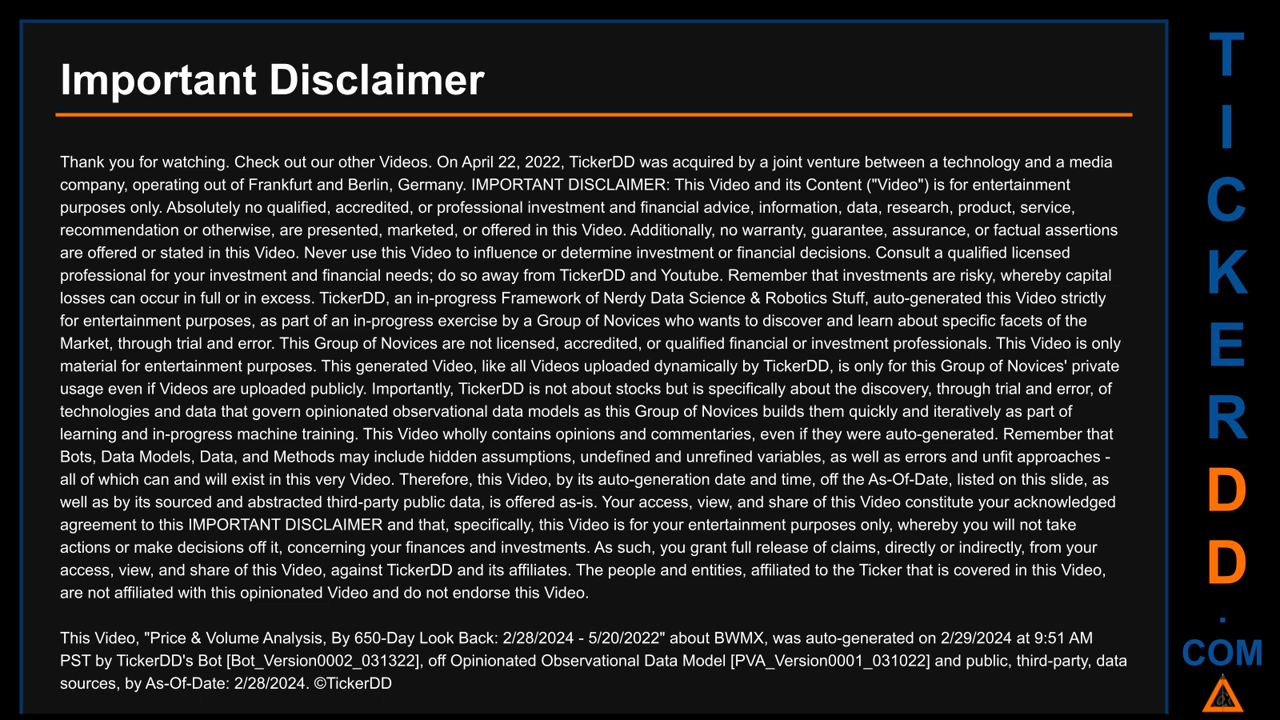 Important Disclaimer
Thank you for watching. Check out our other Videos. On April 22, 2022, TickerDD was acquired by a joint venture between a technology and a media
company, operating out of Frankfurt and Berlin, Germany. IMPORTANT DISCLAIMER: This Video and its Content ("Video") is for entertainment
purposes only. Absolutely no qualified, accredited, or professional investment and financial advice, information, data, research, product, service,
recommendation or otherwise, are presented, marketed, or offered in this Video. Additionally, no warranty, guarantee, assurance, or factual assertions
are offered or stated in this Video. Never use this Video to influence or determine investment or financial decisions. Consult a qualified licensed
professional for your investment and financial needs; do so away from TickerDD and Youtube. Remember that investments are risky, whereby capital
losses can occur in full or in excess. TickerDD, an in-progress Framework of Nerdy Data Science & Robotics Stuff, auto-generated this Video strictly
for entertainment purposes, as part of an in-progress exercise by a Group of Novices who wants to discover and learn about specific facets of the
Market, through trial and error. This Group of Novices are not licensed, accredited, or qualified financial or investment professionals. This Video is only
material for entertainment purposes. This generated Video, like all Videos uploaded dynamically by TickerDD, is only for this Group of Novices' private
usage even if Videos are uploaded publicly. Importantly, TickerDD is not about stocks but is specifically about the discovery, through trial and error, of
technologies and data that govern opinionated observational data models as this Group of Novices builds them quickly and iteratively as part of
learning and in-progress machine training. This Video wholly contains opinions and commentaries, even if they were auto-generated. Remember that
Bots, Data Models, Data, and Methods may include hidden assumptions, undefined and unrefined variables, as well as errors and unfit approaches -
all of which can and will exist in this very Video. Therefore, this Video, by its auto-generation date and time, off the As-Of-Date, listed on this slide, as
well as by its sourced and abstracted third-party public data, is offered as-is. Your access, view, and share of this Video constitute your acknowledged
agreement to this IMPORTANT DISCLAIMER and that, specifically, this Video is for your entertainment purposes only, whereby you will not take
actions or make decisions off it, concerning your finances and investments. As such, you grant full release of claims, directly or indirectly, from your
access, view, and share of this Video, against TickerDD and its affiliates. The people and entities, affiliated to the Ticker that is covered in this Video,
are not affiliated with this opinionated Video and do not endorse this Video.
This Video, "Price & Volume Analysis, By 650-Day Look Back: 2/28/2024 - 5/20/2022" about BWMX, was auto-generated on 2/29/2024 at 9:51 AM
PST by TickerDD's Bot [Bot_Version0002_031322], off Opinionated Observational Data Model [PVA_Version0001_031022] and public, third-party, data
sources, by As-Of-Date: 2/28/2024. ©TickerDD
T
I
C
K
E
R
D
D
.
COM